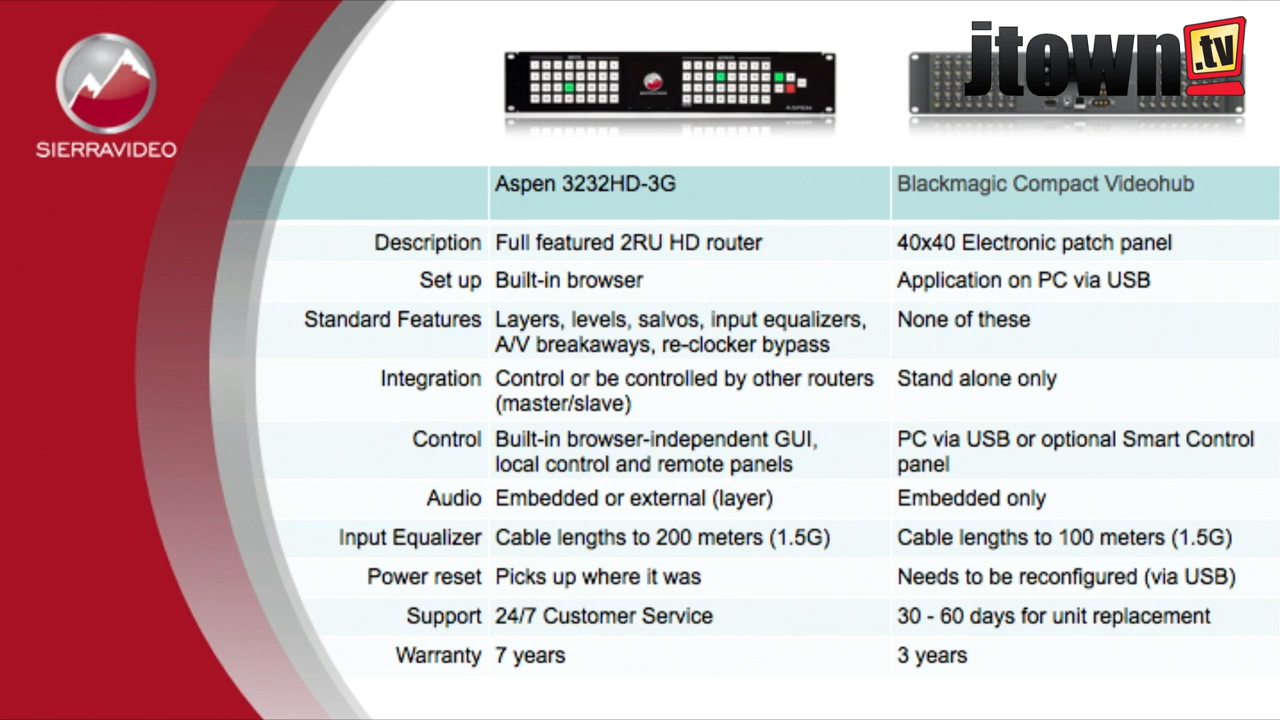 jtown.tv
SIERRAVIDEO
ASPEN
Aspen 3232HD-3G
Blackmagic Compact Videohub
Description
Full featured 2RU HD router
40x40 Electronic patch panel
Set up
Built-in browser
Application on PC via USB
Standard Features
Layers, levels, salvos, input equalizers,
A/V breakaways, re-clocker bypass
None of these
Integration
Control or be controlled by other routers
(master/slave)
Stand alone only
Control
Built-in browser-independent GUI,
local control and remote panels
PC via USB or optional Smart Control
panel
Audio
Embedded or external (layer)
Embedded only
Input Equalizer
Cable lengths to 200 meters (1.5G)
Cable lengths to 100 meters (1.5G)
Power reset
Picks up where it was
Needs to be reconfigured (via USB)
Support
24/7 Customer Service
30 - 60 days for unit replacement
Warranty
7 years
3 years